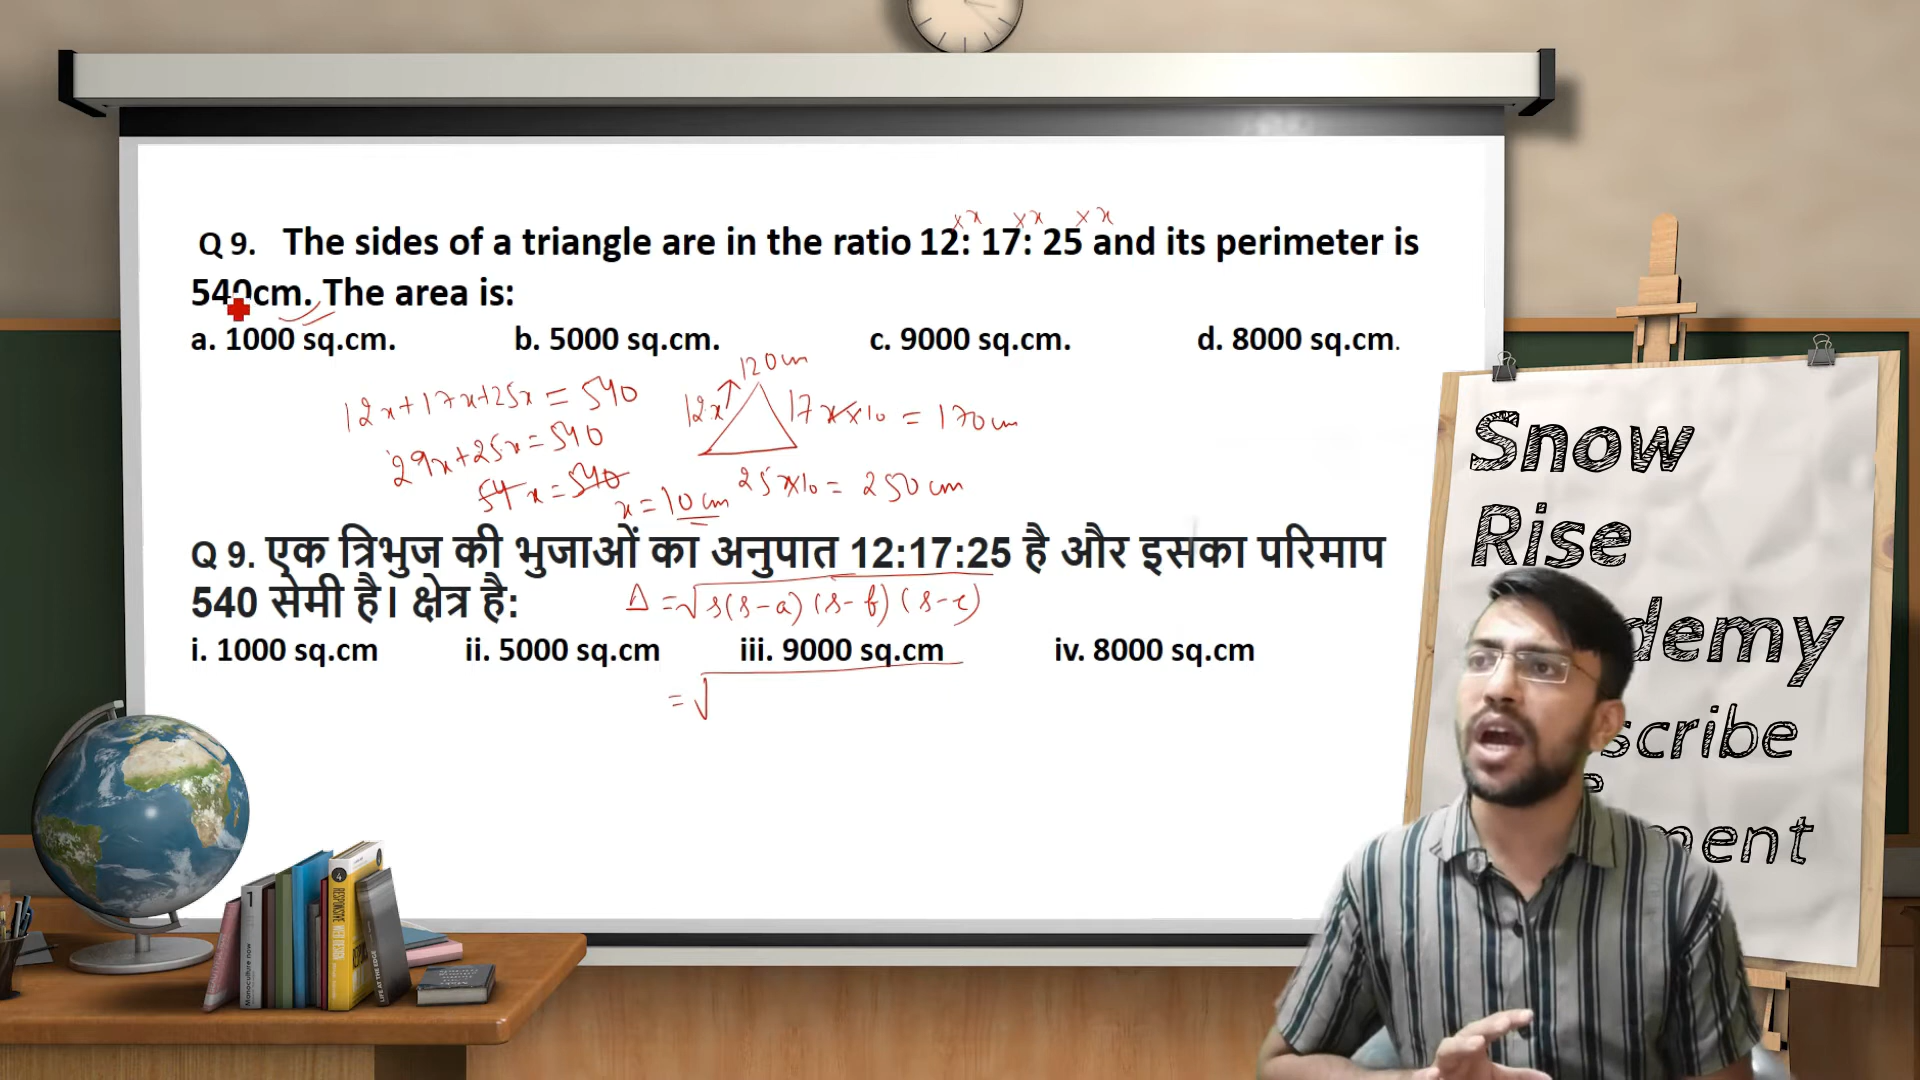 Q 9. The sides of a triangle are in the ratio 12: 17: 25 and its perimeter is
×x ×x ×x
540cm. The area is:
a. 1000 sq.cm. b. 5000 sq.cm. c. 9000 sq.cm. d. 8000 sq.cm.
12x+17x+25x = 540
29x+25x = 540
54x = 540
x = 10 cm
120cm
12x
17x×10 = 170cm
25×10 = 250cm
Q 9. एक त्रिभुज की भुजाओं का अनुपात 12:17:25 है और इसका परिमाप
540 सेमी है। क्षेत्र है:
Δ = √s(s-a)(s-b)(s-c)
i. 1000 sq.cm ii. 5000 sq.cm iii. 9000 sq.cm iv. 8000 sq.cm
= √
Snow
Rise
demy
scribe
ment